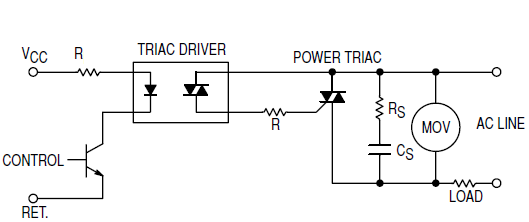 VCC
R
TRIAC DRIVER
POWER TRIAC
R
RS
CS
MOV
AC LINE
CONTROL
LOAD
RET.